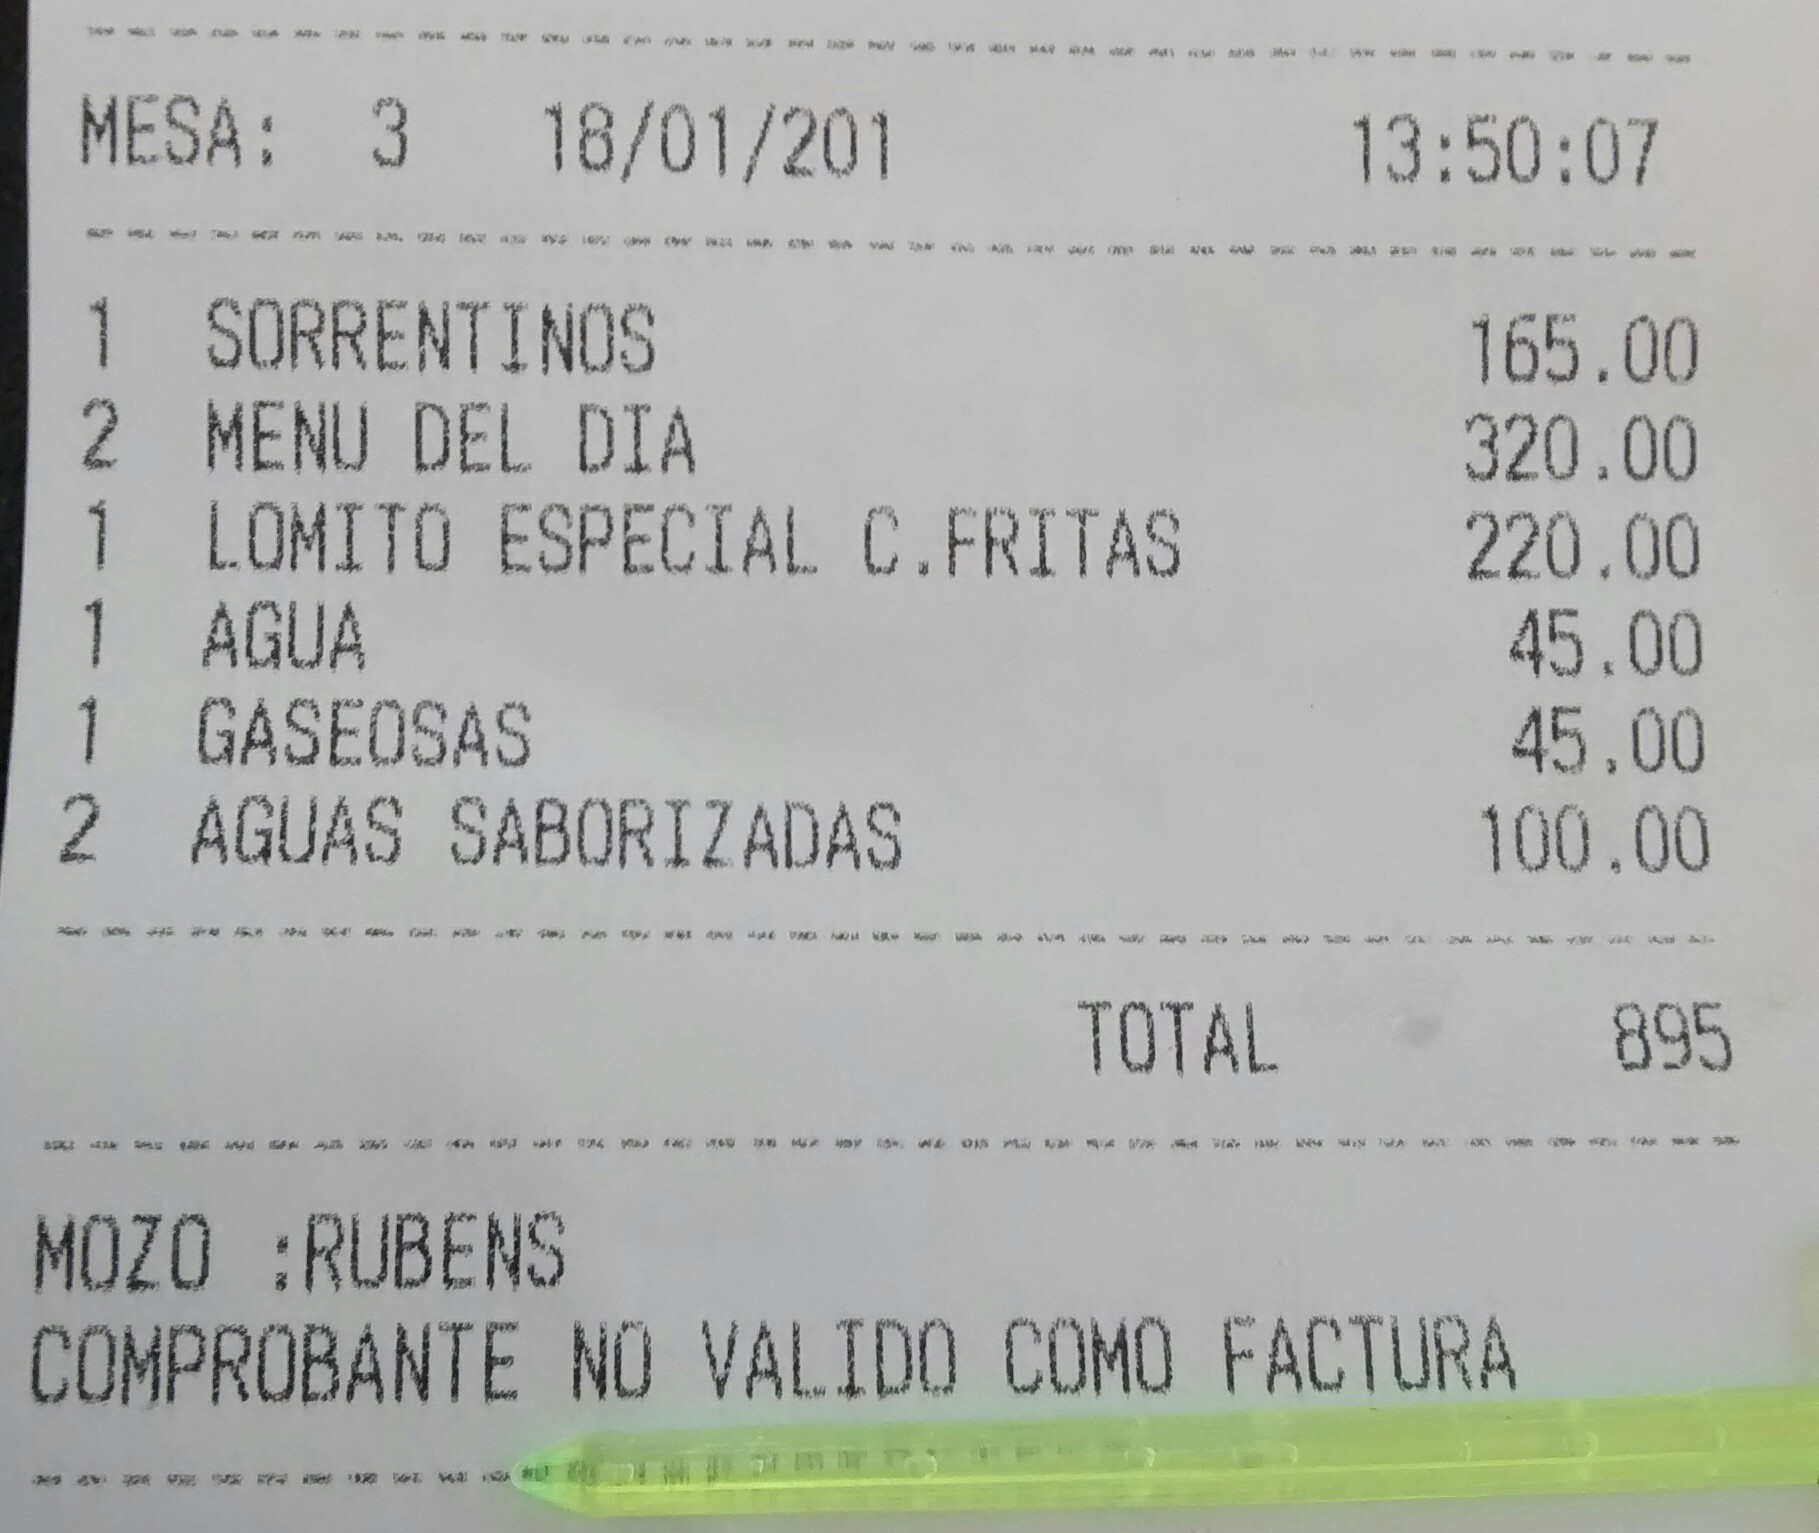 MESA: 3 18/01/201 13:50:07
1 SORRENTINOS 165.00
2 MENU DEL DIA 320.00
1 LOMITO ESPECIAL C.FRITAS 220.00
1 AGUA 45.00
1 GASEOSAS 45.00
2 AGUAS SABORIZADAS 100.00
TOTAL 895
MOZO :RUBENS
COMPROBANTE NO VALIDO COMO FACTURA